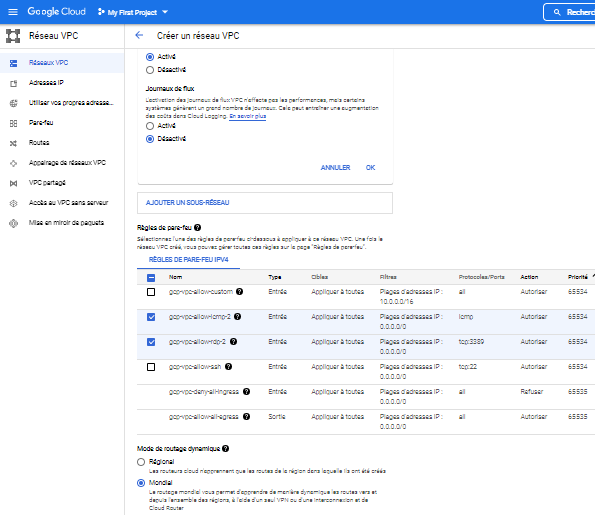 Google Cloud
My First Project
Recherc
Réseau VPC
Créer un réseau VPC
Réseaux VPC
Adresses IP
Utiliser vos propres adresse...
Pare-feu
Routes
Appairage de réseaux VPC
VPC partagé
Accès au VPC sans serveur
Mise en miroir de paquets
Activé
Désactivé
Journaux de flux
L'activation des journaux de flux VPC n'affecte pas les performances, mais certains
systèmes génèrent un grand nombre de journaux. Cela peut entraîner une augmentation
des coûts dans Cloud Logging. En savoir plus
Activé
Désactivé
ANNULER OK
AJOUTER UN SOUS-RÉSEAU
Règles de pare-feu
Sélectionnez l'une des règles de pare-feu ci-dessous à appliquer à ce réseau VPC. Une fois le
réseau VPC créé, vous pouvez gérer toutes ces règles sur la page "Règles de pare-feu".
RÈGLES DE PARE-FEU IPV4
Nom Type Cibles Filtres Protocoles/Ports Action Priorité
gcp-vpc-allow-custom Entrée Appliquer à toutes Plages d'adresses IP : all Autoriser 65534
10.0.0.0/16
gcp-vpc-allow-icmp-2 Entrée Appliquer à toutes Plages d'adresses IP : icmp Autoriser 65534
0.0.0.0/0
gcp-vpc-allow-rdp-2 Entrée Appliquer à toutes Plages d'adresses IP : tcp:3389 Autoriser 65534
0.0.0.0/0
gcp-vpc-allow-ssh Entrée Appliquer à toutes Plages d'adresses IP : tcp:22 Autoriser 65534
0.0.0.0/0
gcp-vpc-deny-all-ingress Entrée Appliquer à toutes Plages d'adresses IP : all Refuser 65535
0.0.0.0/0
gcp-vpc-allow-all-egress Sortie Appliquer à toutes Plages d'adresses IP : all Autoriser 65535
0.0.0.0/0
Mode de routage dynamique
Régional
Les routeurs cloud n'apprennent que les routes de la région dans laquelle ils ont été créés
Mondial
Le routage mondial vous permet d'apprendre de manière dynamique les routes vers et
depuis l'ensemble des régions, à l'aide d'un seul VPN ou d'une interconnexion et de
Cloud Router